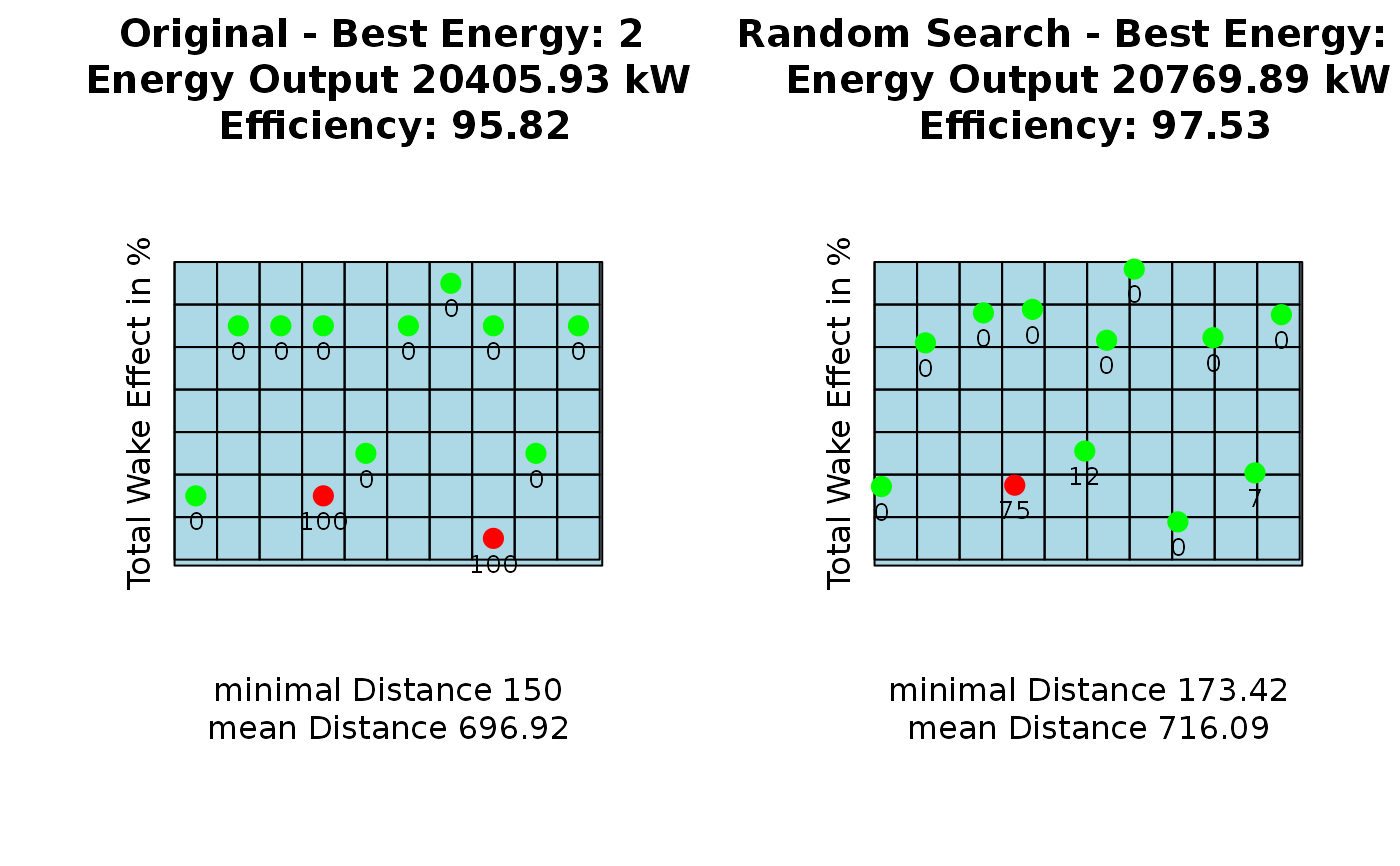 Original - Best Energy: 2
Energy Output 20405.93 kW
Efficiency: 95.82
Total Wake Effect in %
0
0 0 0 0 0 0
0 0
0 100
100
minimal Distance 150
mean Distance 696.92
Random Search - Best Energy:
Energy Output 20769.89 kW
Efficiency: 97.53
Total Wake Effect in %
0
0 0 0
0 0 0
12
7
0 75
0
minimal Distance 173.42
mean Distance 716.09